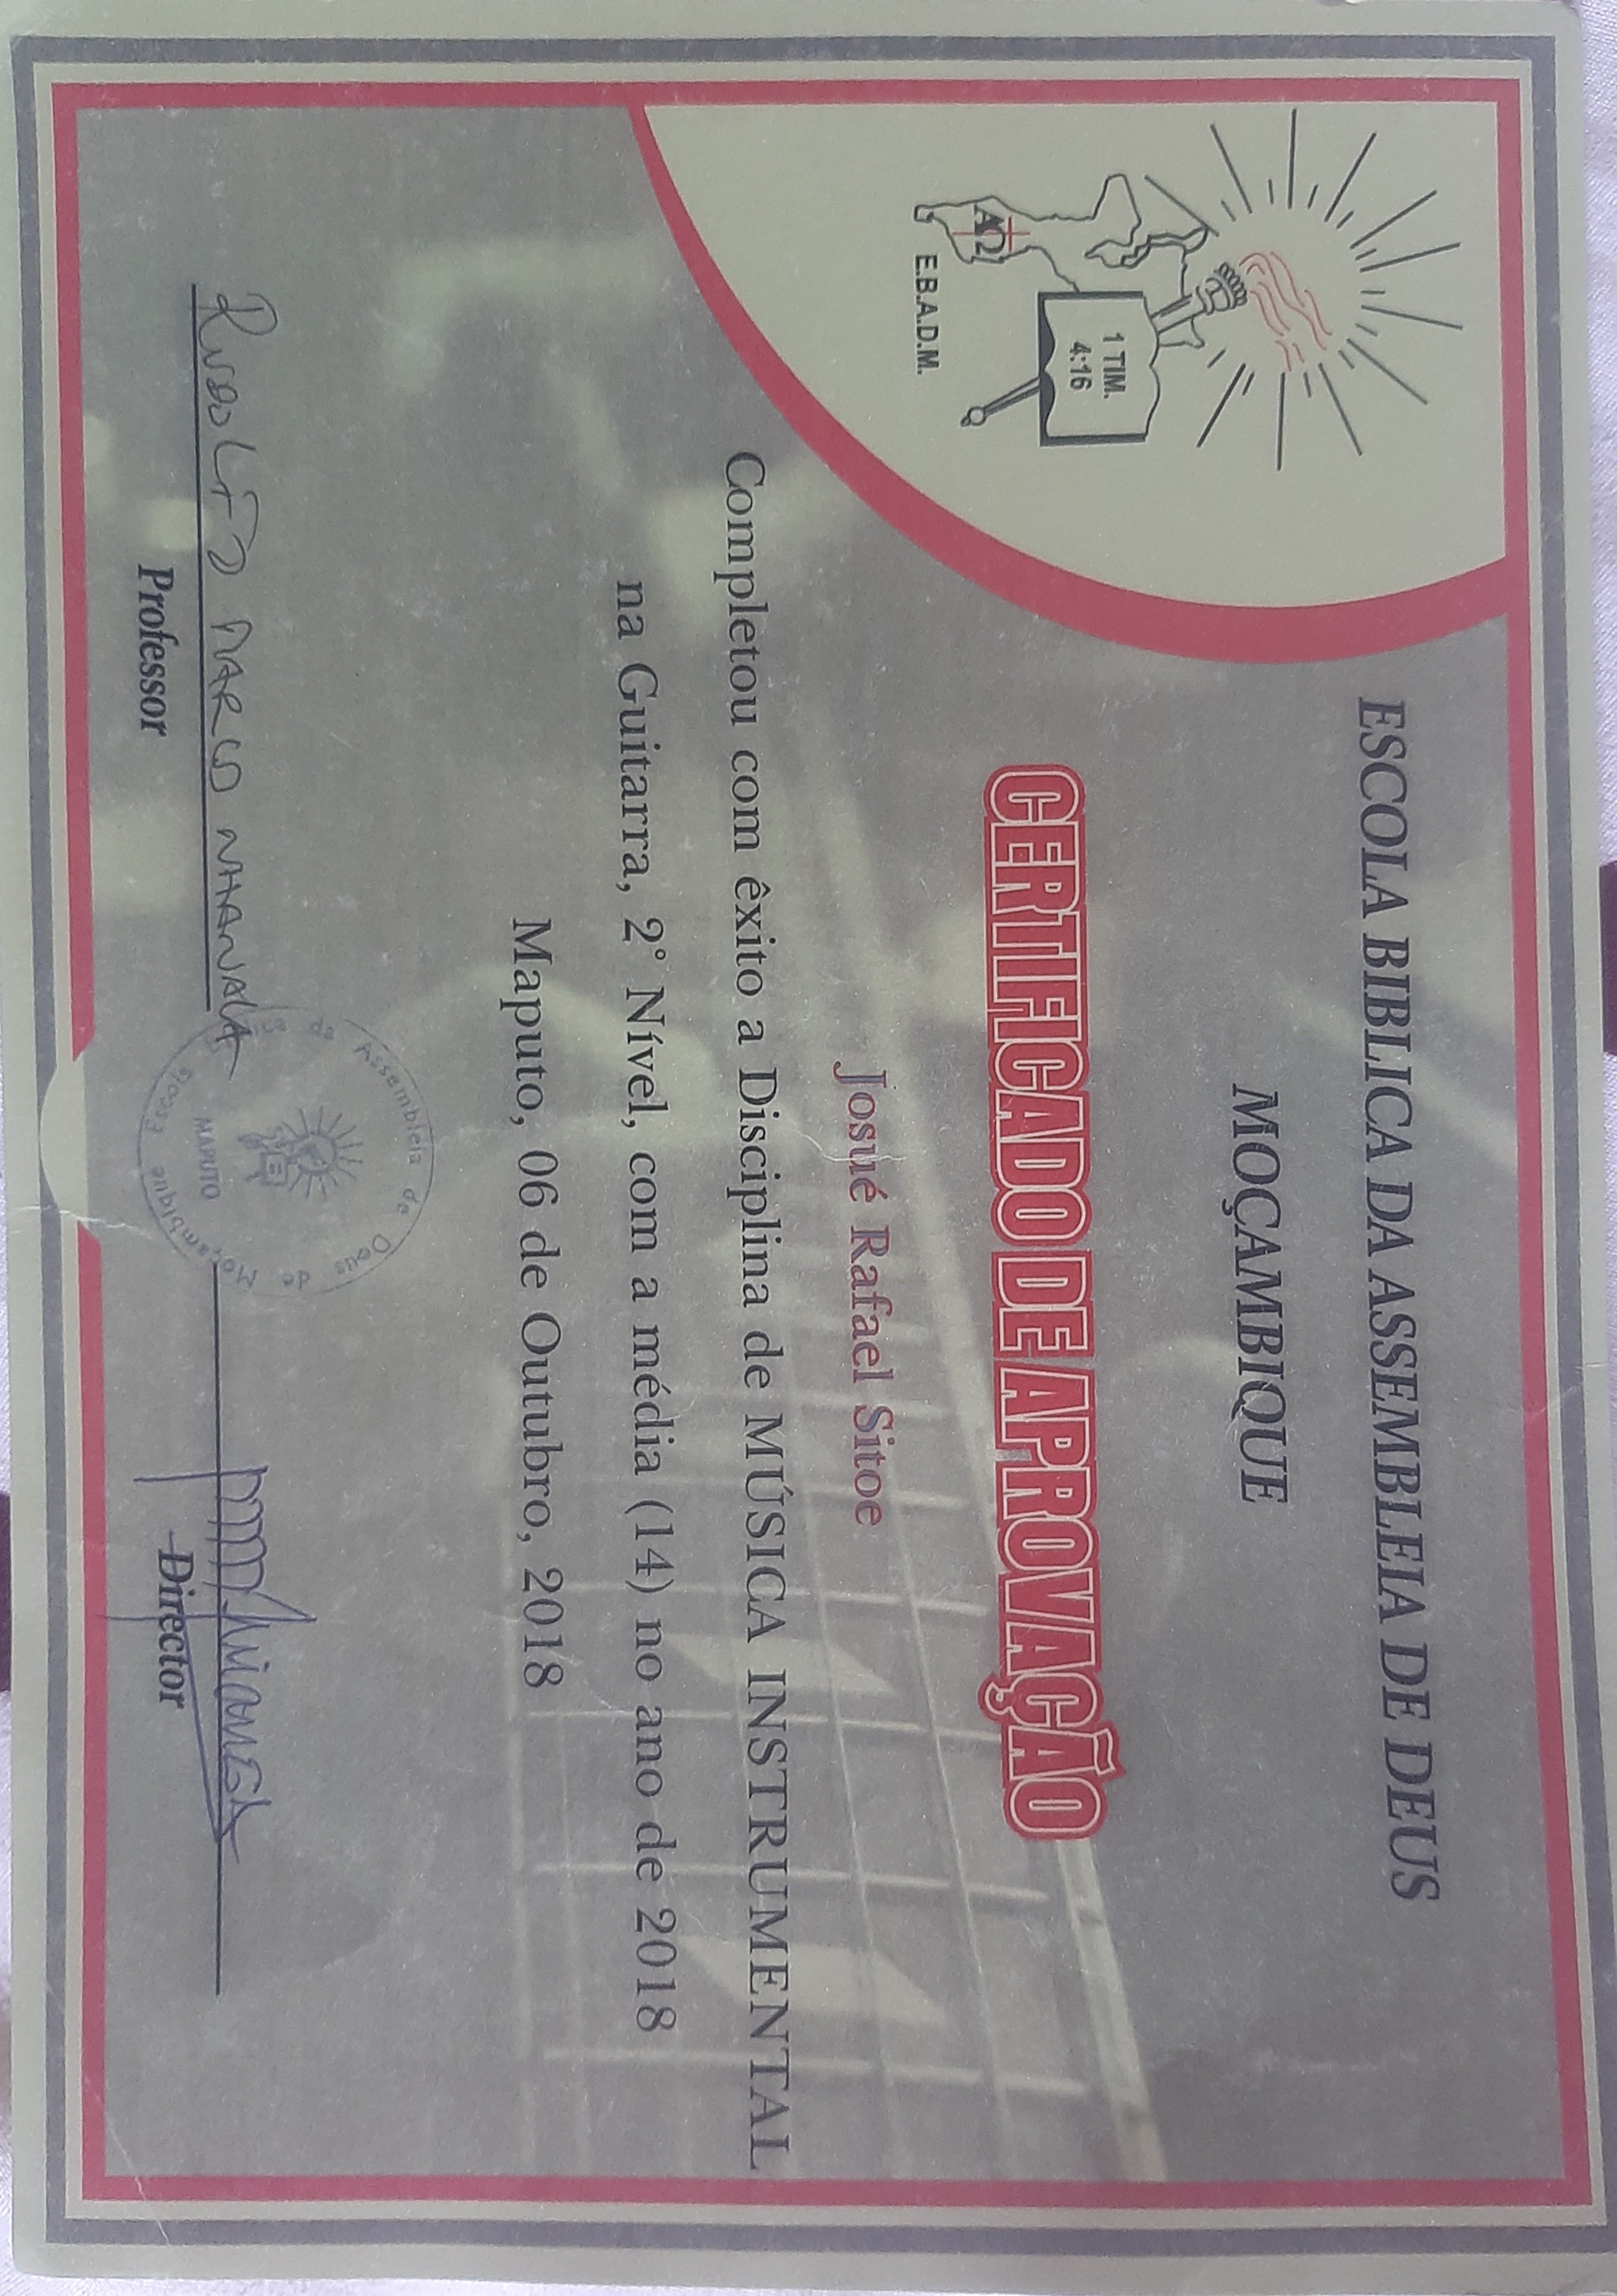 ESCOLA BIBLICA DA ASSEMBLEIA DE DEUS
MOÇAMBIQUE
1 TIM.
4:16
ΑΩ
E.B.A.D.M.
CERTIFICADO DE APROVAÇÃO
Josué Rafael Sitoe
Completou com êxito a Disciplina de MÚSICA INSTRUMENTAL
na Guitarra, 2° Nível, com a média (14) no ano de 2018
Maputo, 06 de Outubro, 2018
Escola da Assembleia de Deus de Moçambique
MAPUTO
RUDOLFO MARCO NHANALA
Professor
Director